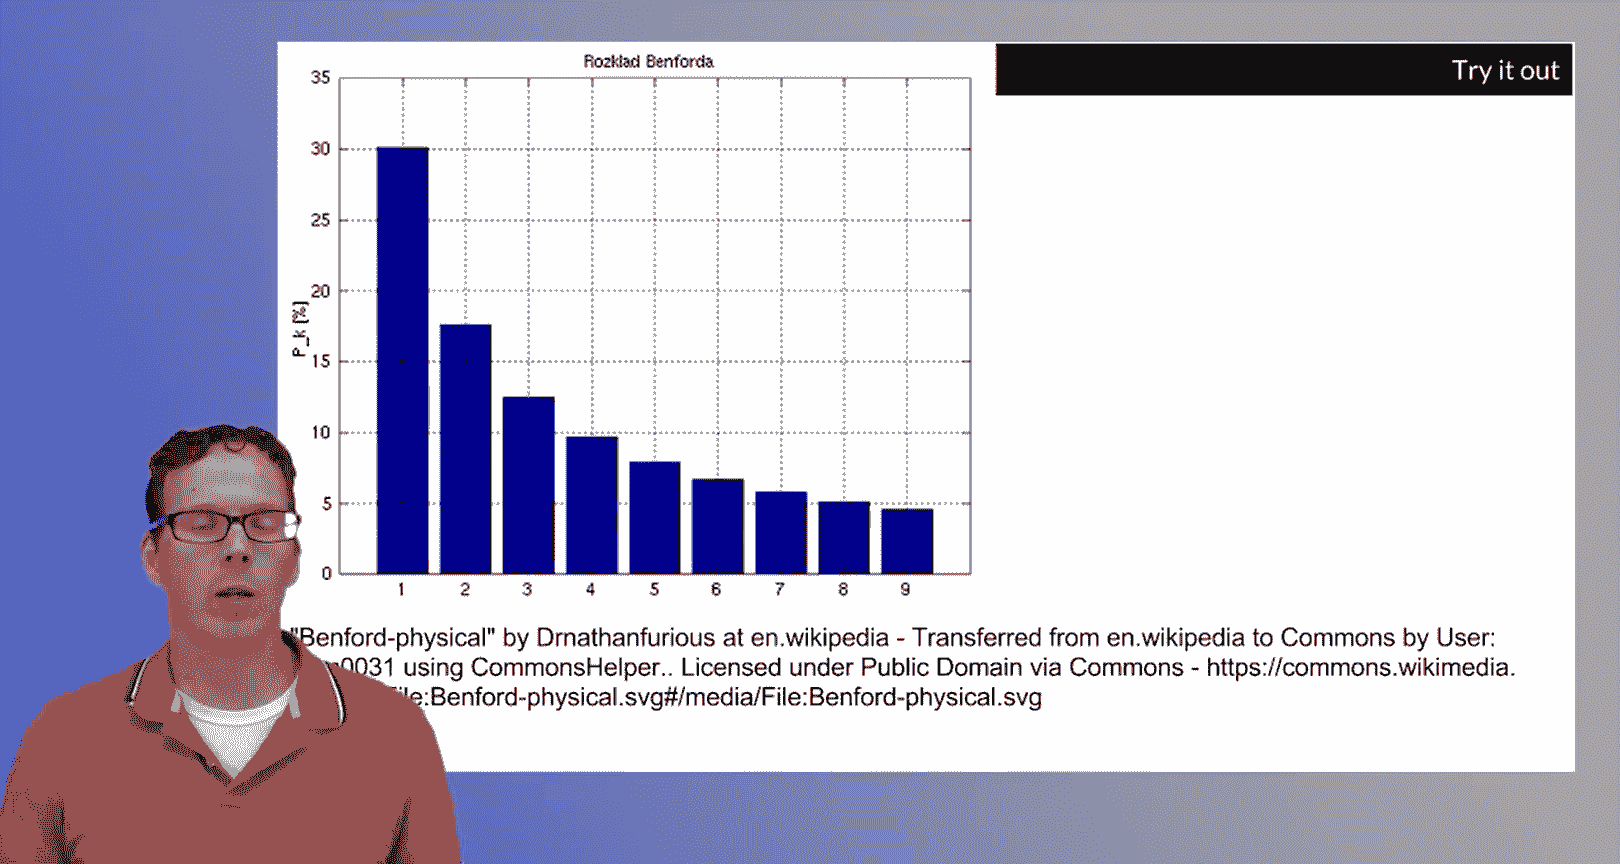 Rozklad Benforda
Try it out
35
30
25
20
15
10
5
0
P_k [%]
1 2 3 4 5 6 7 8 9
"Benford-physical" by Drnathanfurious at en.wikipedia - Transferred from en.wikipedia to Commons by User:
0031 using CommonsHelper.. Licensed under Public Domain via Commons - https://commons.wikimedia.
File:Benford-physical.svg#/media/File:Benford-physical.svg